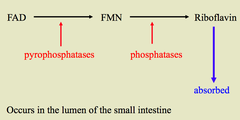 FAD FMN Riboflavin
pyrophosphatases phosphatases
absorbed
Occurs in the lumen of the small intestine